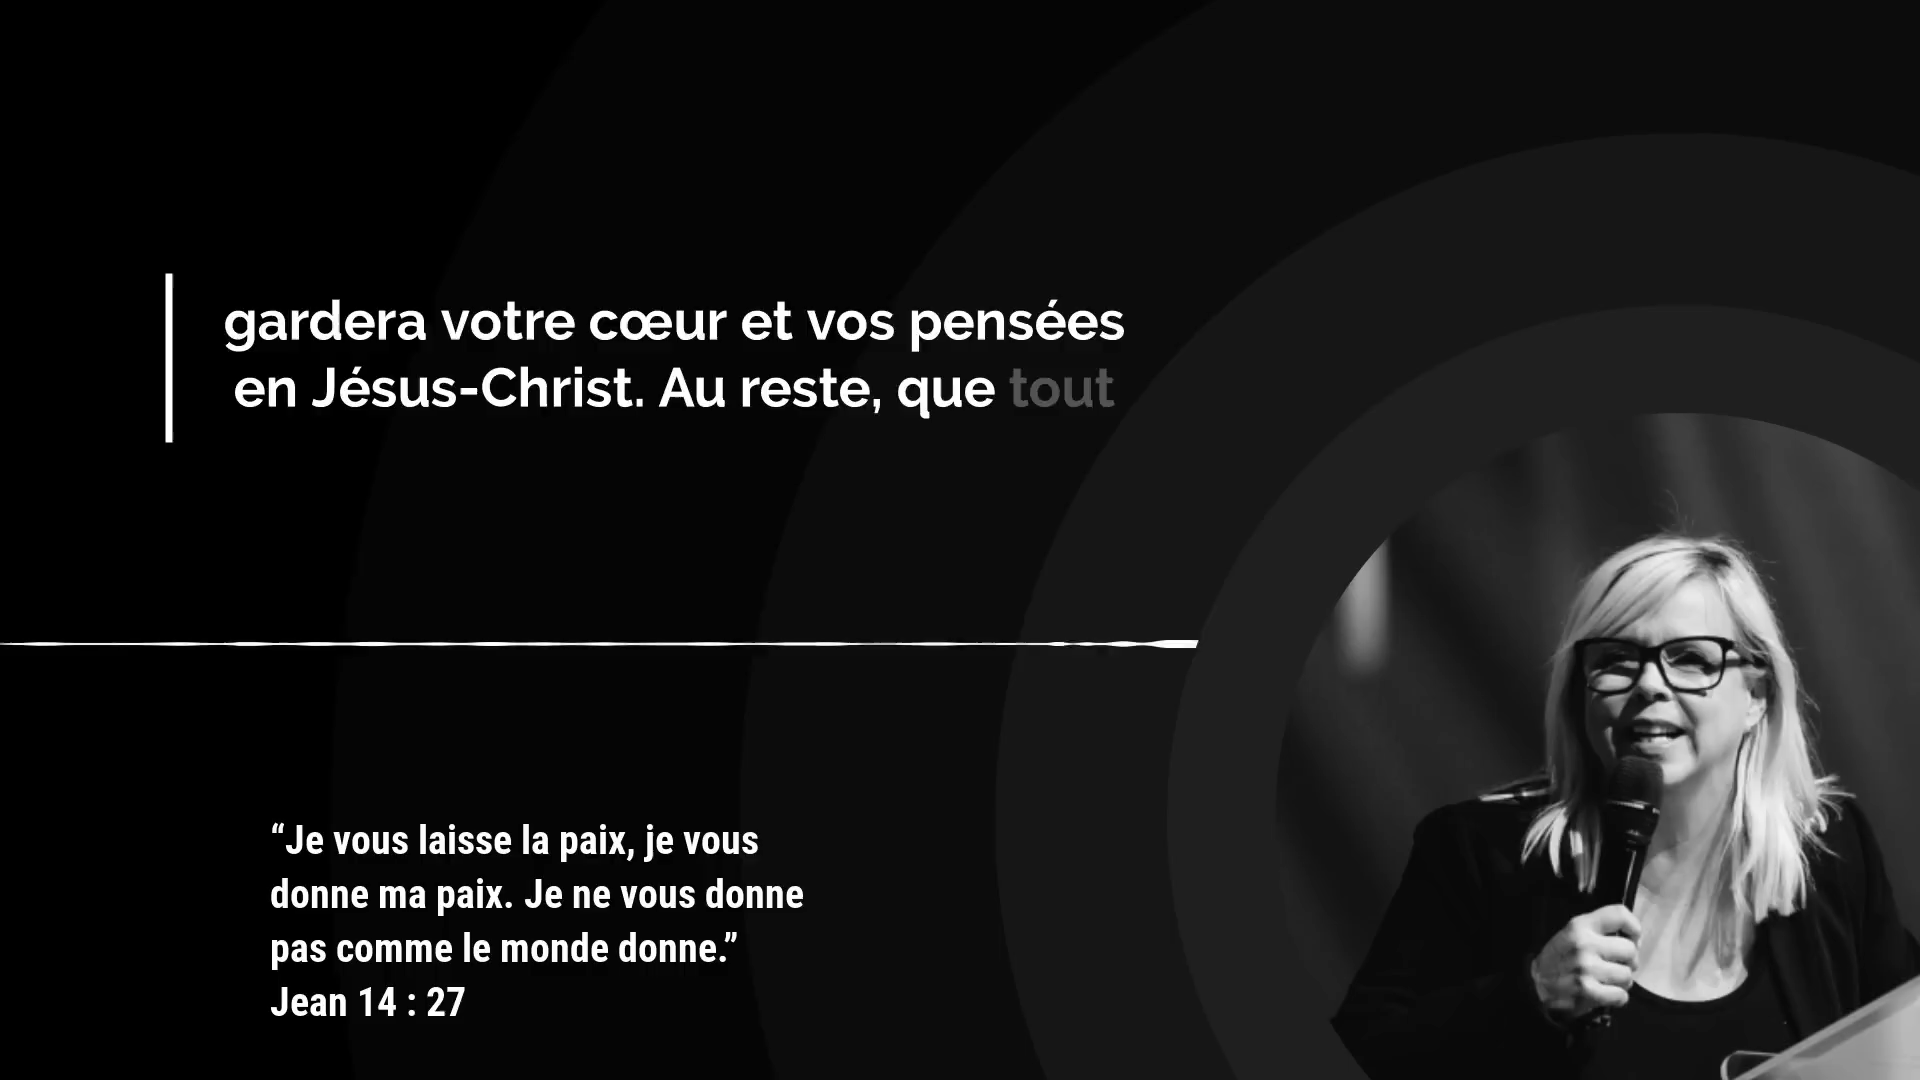 gardera votre cœur et vos pensées
en Jésus-Christ. Au reste, que tout
“Je vous laisse la paix, je vous
donne ma paix. Je ne vous donne
pas comme le monde donne.”
Jean 14 : 27